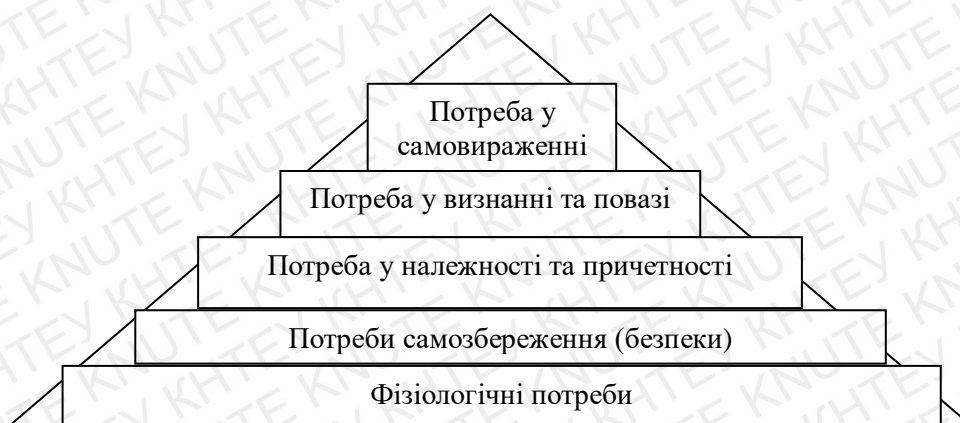 Потреба у
самовираженні
Потреба у визнанні та повазі
Потреба у належності та причетності
Потреби самозбереження (безпеки)
Фізіологічні потреби